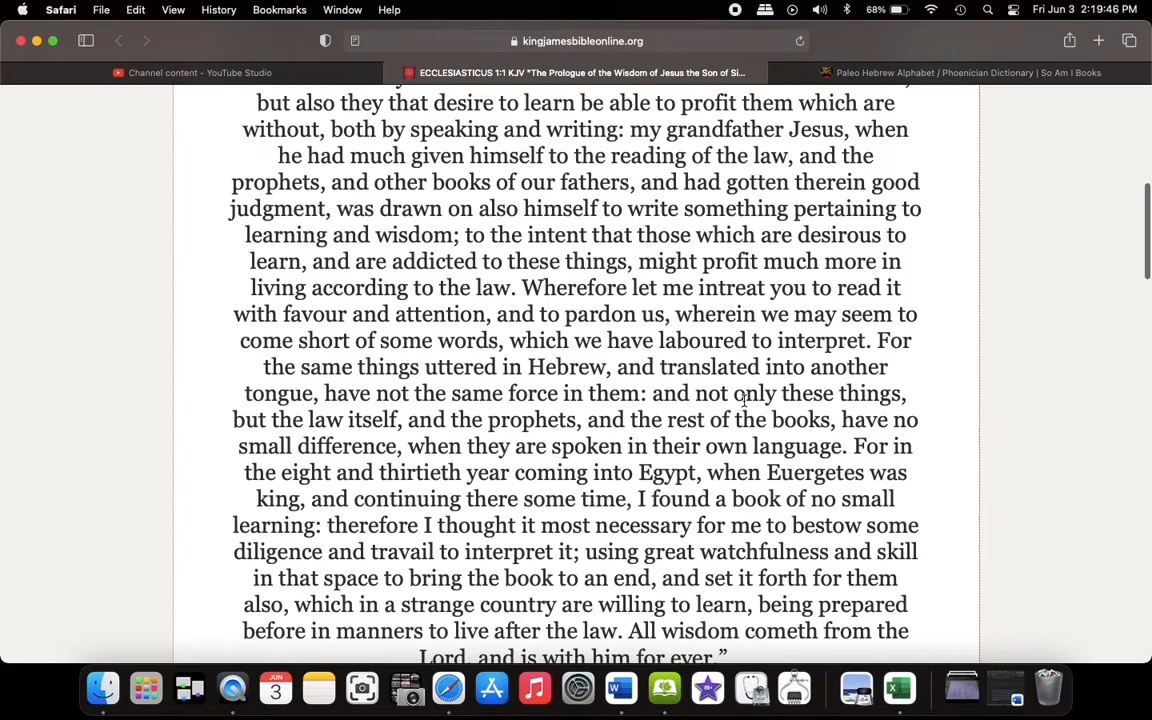 Safari File Edit View History Bookmarks Window Help 68% Fri Jun 3 2:19:46 PM
kingjamesbibleonline.org
Channel content - YouTube Studio
ECCLESIASTICUS 1:1 KJV "The Prologue of the Wisdom of Jesus the Son of Si...
Paleo Hebrew Alphabet / Phoenician Dictionary | So Am I Books
but also they that desire to learn be able to profit them which are
without, both by speaking and writing: my grandfather Jesus, when
he had much given himself to the reading of the law, and the
prophets, and other books of our fathers, and had gotten therein good
judgment, was drawn on also himself to write something pertaining to
learning and wisdom; to the intent that those which are desirous to
learn, and are addicted to these things, might profit much more in
living according to the law. Wherefore let me intreat you to read it
with favour and attention, and to pardon us, wherein we may seem to
come short of some words, which we have laboured to interpret. For
the same things uttered in Hebrew, and translated into another
tongue, have not the same force in them: and not only these things,
but the law itself, and the prophets, and the rest of the books, have no
small difference, when they are spoken in their own language. For in
the eight and thirtieth year coming into Egypt, when Euergetes was
king, and continuing there some time, I found a book of no small
learning: therefore I thought it most necessary for me to bestow some
diligence and travail to interpret it; using great watchfulness and skill
in that space to bring the book to an end, and set it forth for them
also, which in a strange country are willing to learn, being prepared
before in manners to live after the law. All wisdom cometh from the
Lord, and is with him for ever.”
JUN
3